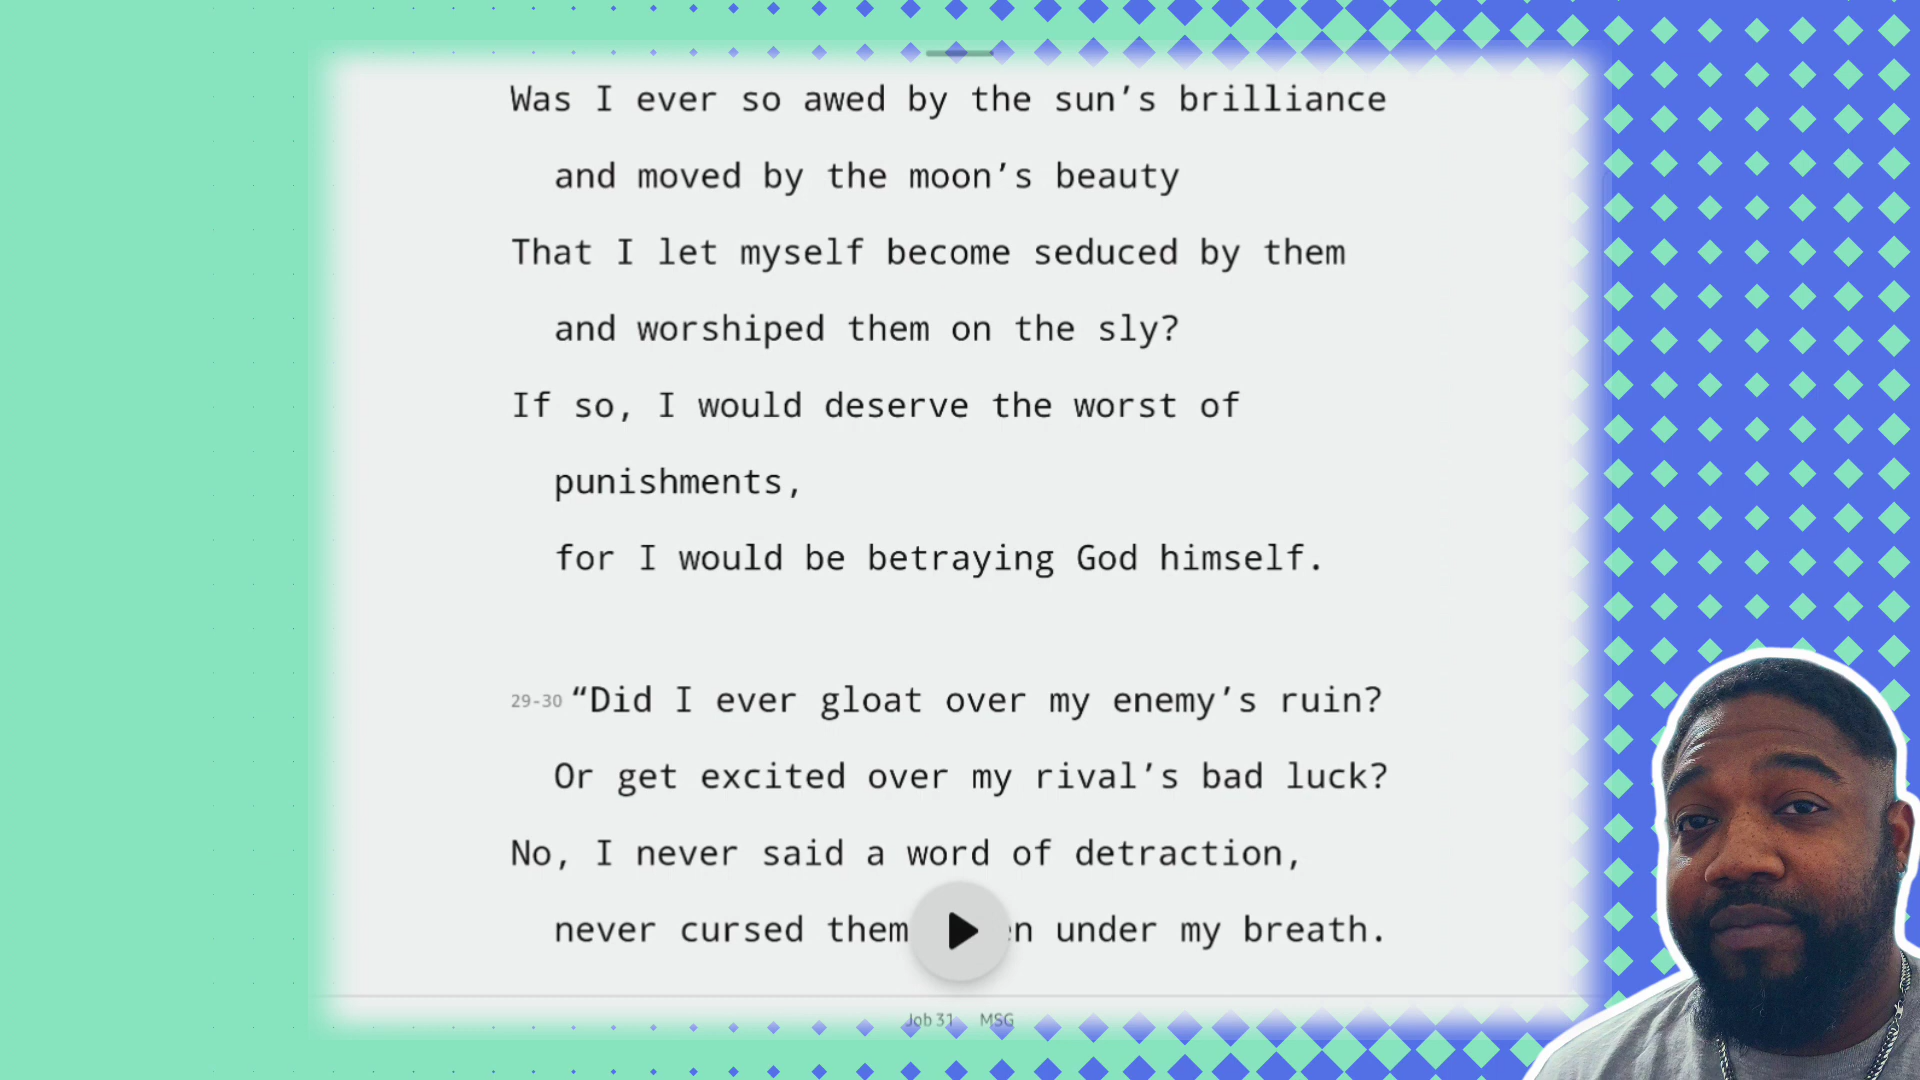 Was I ever so awed by the sun’s brilliance
and moved by the moon’s beauty
That I let myself become seduced by them
and worshiped them on the sly?
If so, I would deserve the worst of
punishments,
for I would be betraying God himself.
29-30 “Did I ever gloat over my enemy’s ruin?
Or get excited over my rival’s bad luck?
No, I never said a word of detraction,
never cursed them under my breath.
Job 31 MSG